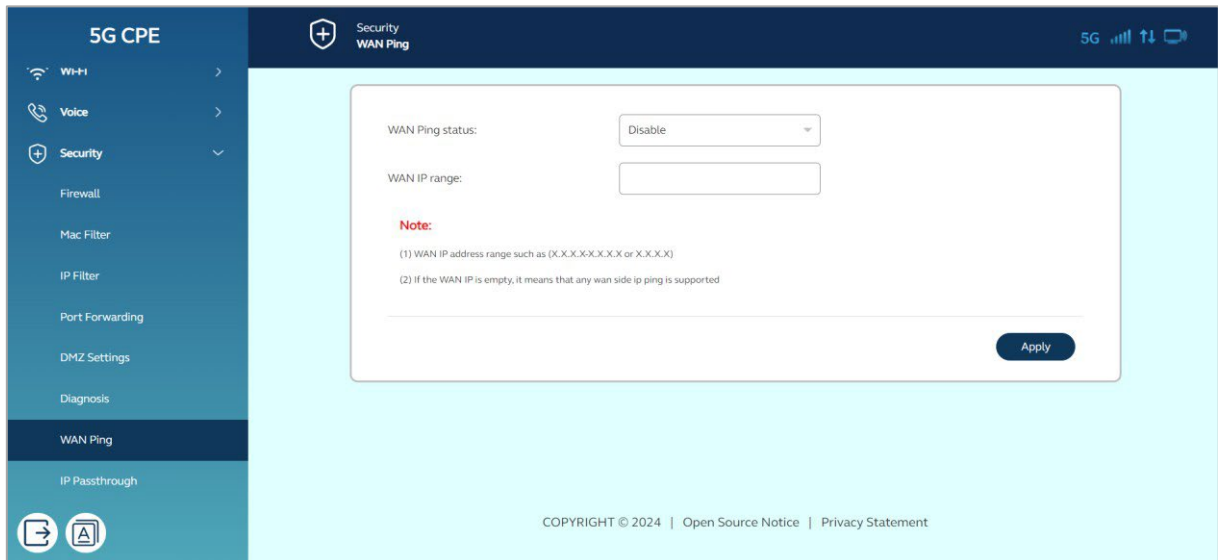 5G CPE
Wi-Fi
Voice
Security
Firewall
Mac Filter
IP Filter
Port Forwarding
DMZ Settings
Diagnosis
WAN Ping
IP Passthrough
A
Security
WAN Ping
5G
WAN Ping status: Disable
WAN IP range:
Note:
(1) WAN IP address range such as (X.X.X.X-X.X.X.X or X.X.X.X)
(2) If the WAN IP is empty, it means that any wan side ip ping is supported
Apply
COPYRIGHT © 2024 | Open Source Notice | Privacy Statement